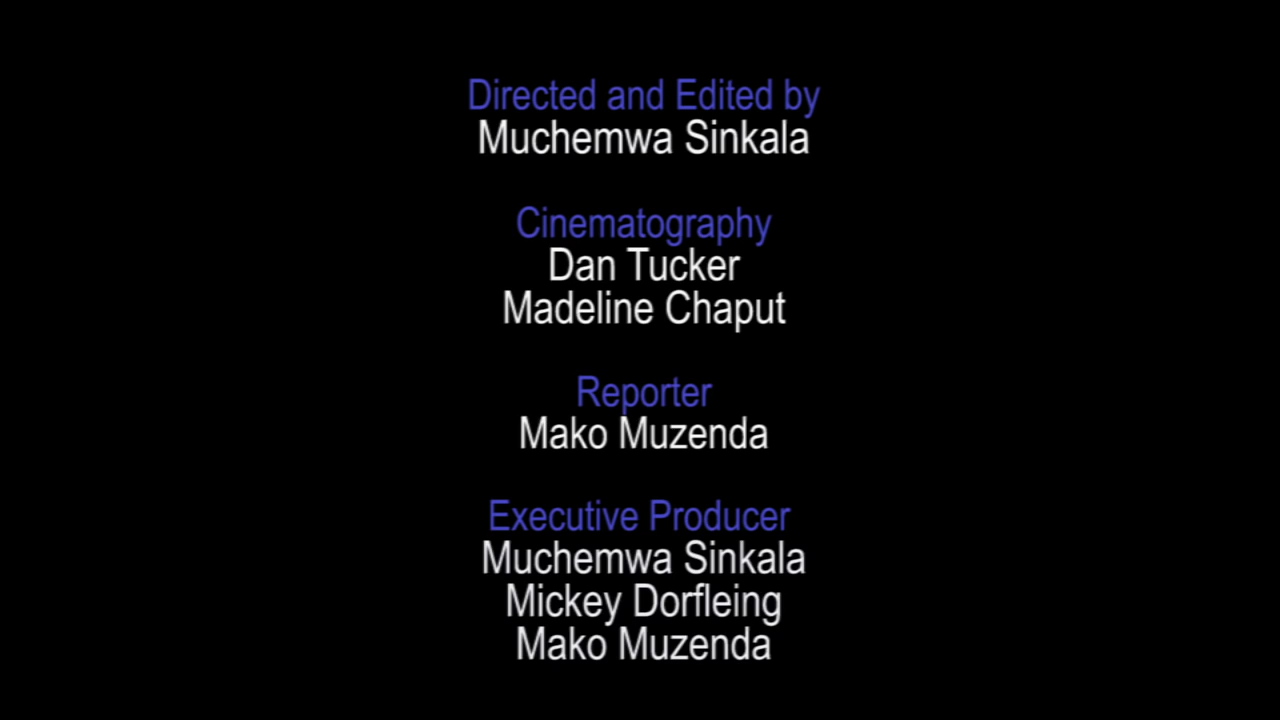 Directed and Edited by
Muchemwa Sinkala
Cinematography
Dan Tucker
Madeline Chaput
Reporter
Mako Muzenda
Executive Producer
Muchemwa Sinkala
Mickey Dorfleing
Mako Muzenda